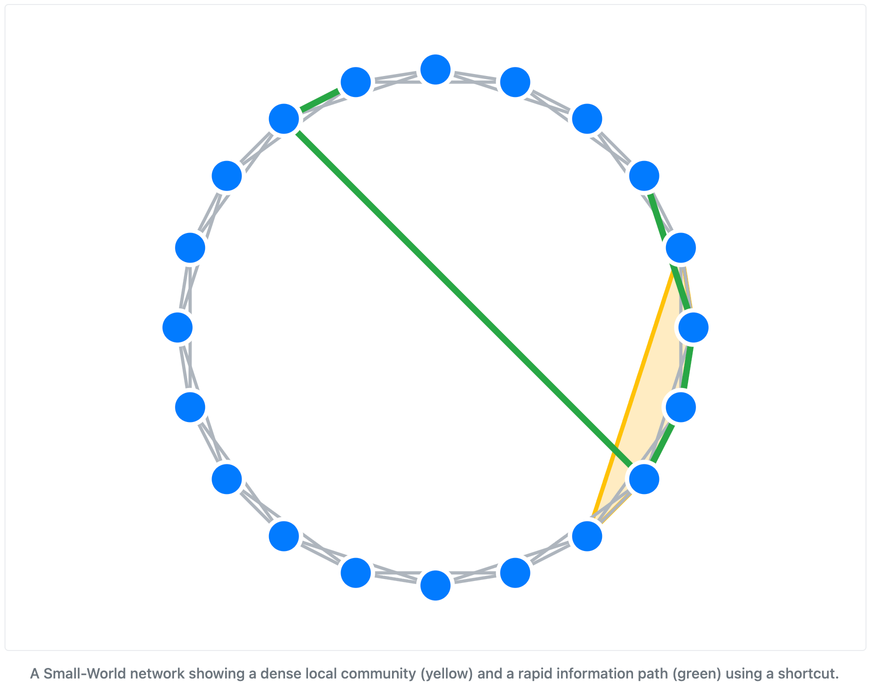 A Small-World network showing a dense local community (yellow) and a rapid information path (green) using a shortcut.